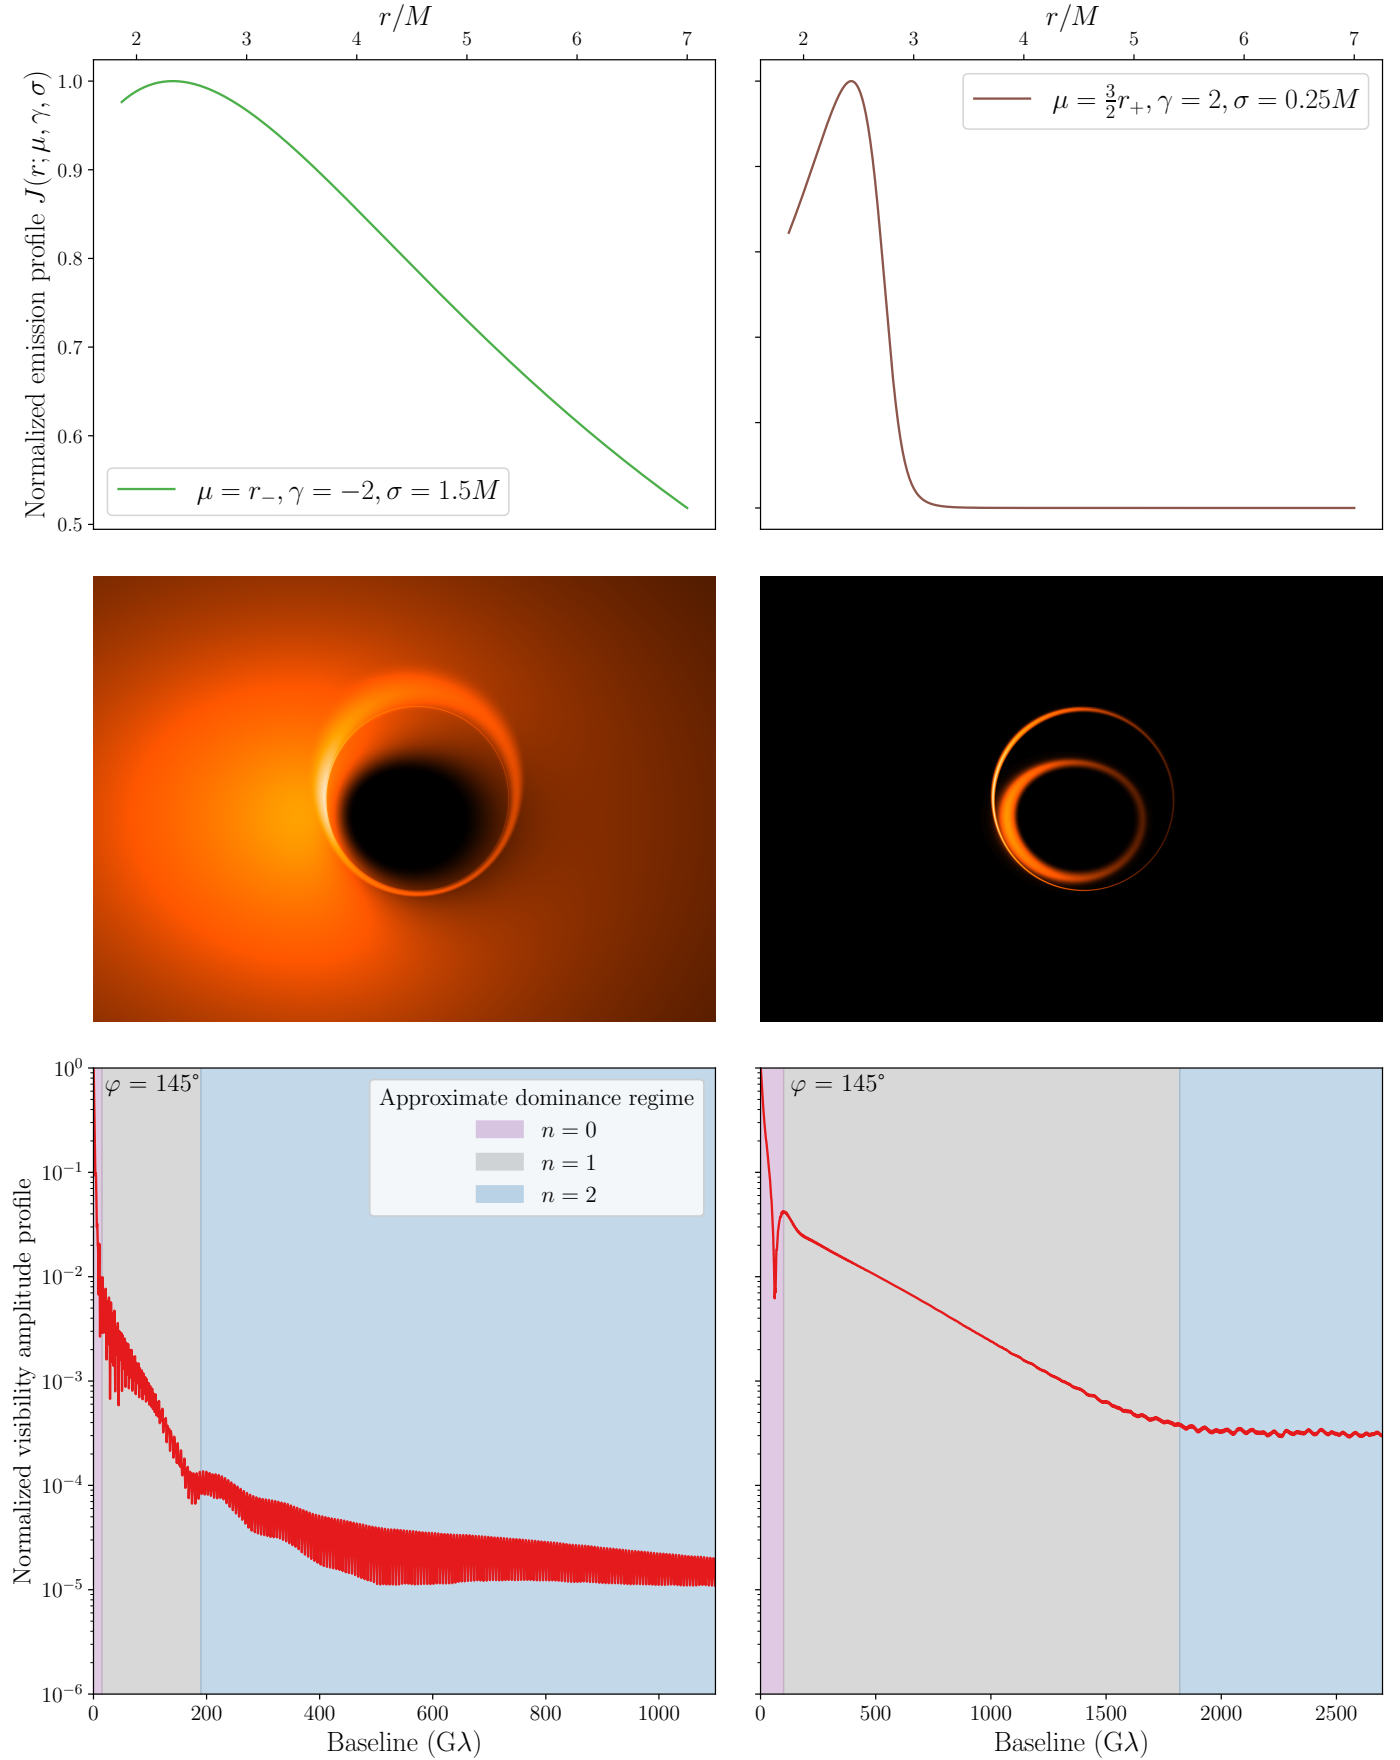 r/M
r/M
2 3 4 5 6 7
2 3 4 5 6 7
Normalized emission profile J(r; μ, γ, σ)
1.0
0.9
0.8
0.7
0.6
0.5
μ = r₋, γ = −2, σ = 1.5M
μ = 3/2 r₊, γ = 2, σ = 0.25M
Normalized visibility amplitude profile
10⁰
10⁻¹
10⁻²
10⁻³
10⁻⁴
10⁻⁵
10⁻⁶
φ = 145°
Approximate dominance regime
n = 0
n = 1
n = 2
φ = 145°
0 200 400 600 800 1000
0 500 1000 1500 2000 2500
Baseline (Gλ)
Baseline (Gλ)